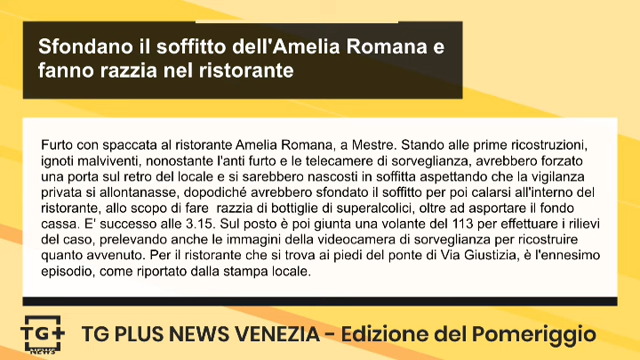 Sfondano il soffitto dell'Amelia Romana e
fanno razzia nel ristorante
Furto con spaccata al ristorante Amelia Romana, a Mestre. Stando alle prime ricostruzioni,
ignoti malviventi, nonostante l'anti furto e le telecamere di sorveglianza, avrebbero forzato
una porta sul retro del locale e si sarebbero nascosti in soffitta aspettando che la vigilanza
privata si allontanasse, dopodiché avrebbero sfondato il soffitto per poi calarsi all'interno del
ristorante, allo scopo di fare  razzia di bottiglie di superalcolici, oltre ad asportare il fondo
cassa. E' successo alle 3.15. Sul posto è poi giunta una volante del 113 per effettuare i rilievi
del caso, prelevando anche le immagini della videocamera di sorveglianza per ricostruire
quanto avvenuto. Per il ristorante che si trova ai piedi del ponte di Via Giustizia, è l'ennesimo
episodio, come riportato dalla stampa locale.
TG+
NEWS
TG PLUS NEWS VENEZIA - Edizione del Pomeriggio